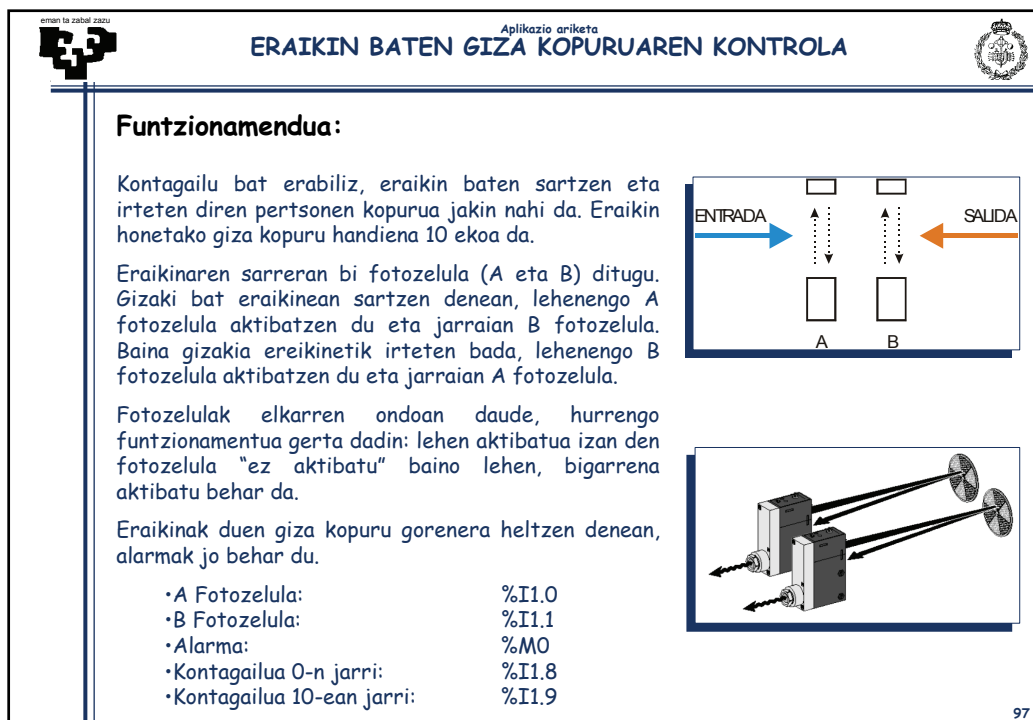 eman ta zabal zazu
Aplikazio ariketa
ERAIKIN BATEN GIZA KOPURUAREN KONTROLA
Funtzionamendua:
Kontagailu bat erabiliz, eraikin baten sartzen eta
irteten diren pertsonen kopurua jakin nahi da. Eraikin
honetako giza kopuru handiena 10 ekoa da.
Eraikinaren sarreran bi fotozelula (A eta B) ditugu.
Gizaki bat eraikinean sartzen denean, lehenengo A
fotozelula aktibatzen du eta jarraian B fotozelula.
Baina gizakia ereikinetik irteten bada, lehenengo B
fotozelula aktibatzen du eta jarraian A fotozelula.
Fotozelulak elkarren ondoan daude, hurrengo
funtzionamentua gerta dadin: lehen aktibatua izan den
fotozelula “ez aktibatu” baino lehen, bigarrena
aktibatu behar da.
Eraikinak duen giza kopuru gorenera heltzen denean,
alarmak jo behar du.
•A Fotozelula: %I1.0
•B Fotozelula: %I1.1
•Alarma: %M0
•Kontagailua 0-n jarri: %I1.8
•Kontagailua 10-ean jarri: %I1.9
ENTRADA SALIDA
A B
97